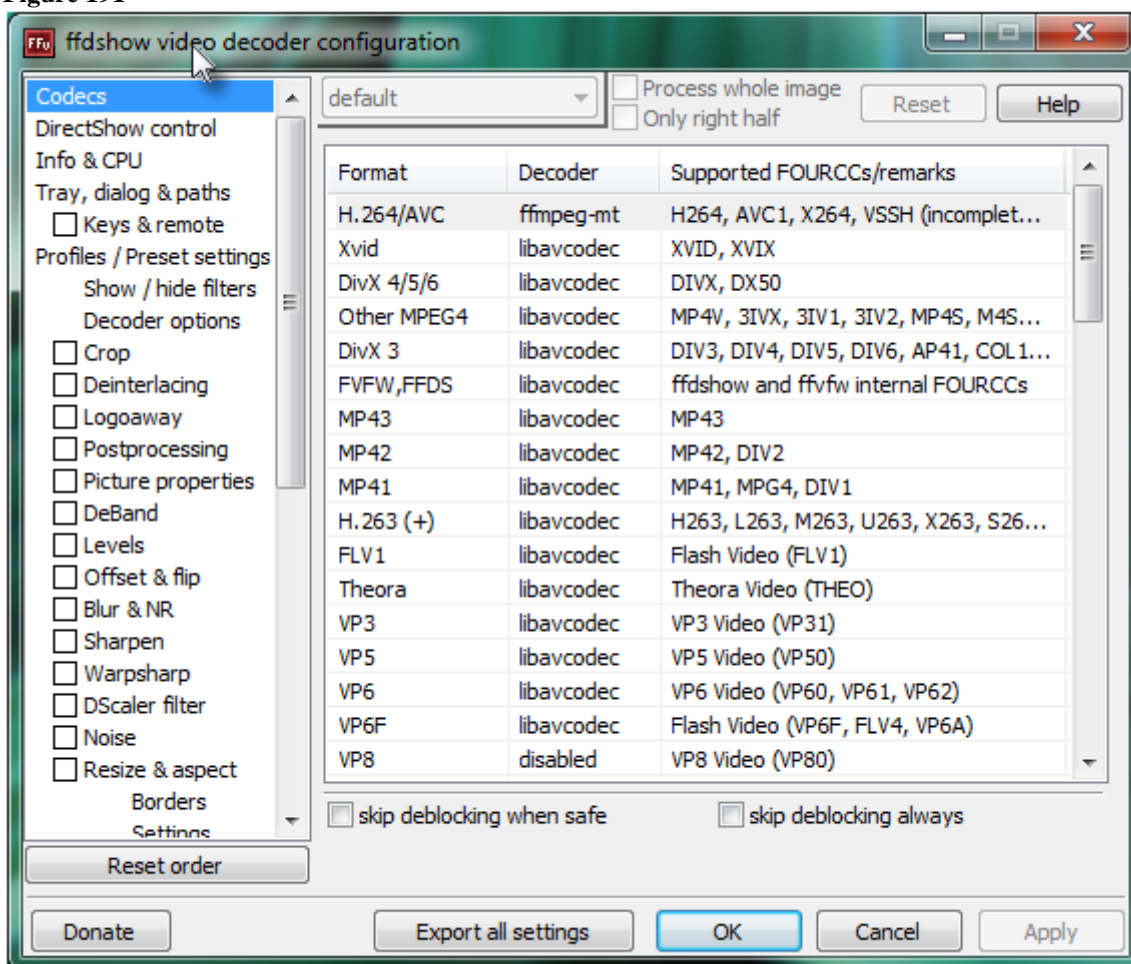 Figure 191
FFv ffdshow video decoder configuration
Codecs
DirectShow control
Info & CPU
Tray, dialog & paths
Keys & remote
Profiles / Preset settings
Show / hide filters
Decoder options
Crop
Deinterlacing
Logoaway
Postprocessing
Picture properties
DeBand
Levels
Offset & flip
Blur & NR
Sharpen
Warpsharp
DScaler filter
Noise
Resize & aspect
Borders
Settings
Reset order
default
Process whole image
Only right half
Reset
Help
Format Decoder Supported FOURCCs/remarks
H.264/AVC ffmpeg-mt H264, AVC1, X264, VSSH (incomplet...
Xvid libavcodec XVID, XVIX
DivX 4/5/6 libavcodec DIVX, DX50
Other MPEG4 libavcodec MP4V, 3IVX, 3IV1, 3IV2, MP4S, M4S...
DivX 3 libavcodec DIV3, DIV4, DIV5, DIV6, AP41, COL1...
FVFW,FFDS libavcodec ffdshow and ffvfw internal FOURCCs
MP43 libavcodec MP43
MP42 libavcodec MP42, DIV2
MP41 libavcodec MP41, MPG4, DIV1
H.263 (+) libavcodec H263, L263, M263, U263, X263, S26...
FLV1 libavcodec Flash Video (FLV1)
Theora libavcodec Theora Video (THEO)
VP3 libavcodec VP3 Video (VP31)
VP5 libavcodec VP5 Video (VP50)
VP6 libavcodec VP6 Video (VP60, VP61, VP62)
VP6F libavcodec Flash Video (VP6F, FLV4, VP6A)
VP8 disabled VP8 Video (VP80)
skip deblocking when safe
skip deblocking always
Donate
Export all settings
OK
Cancel
Apply